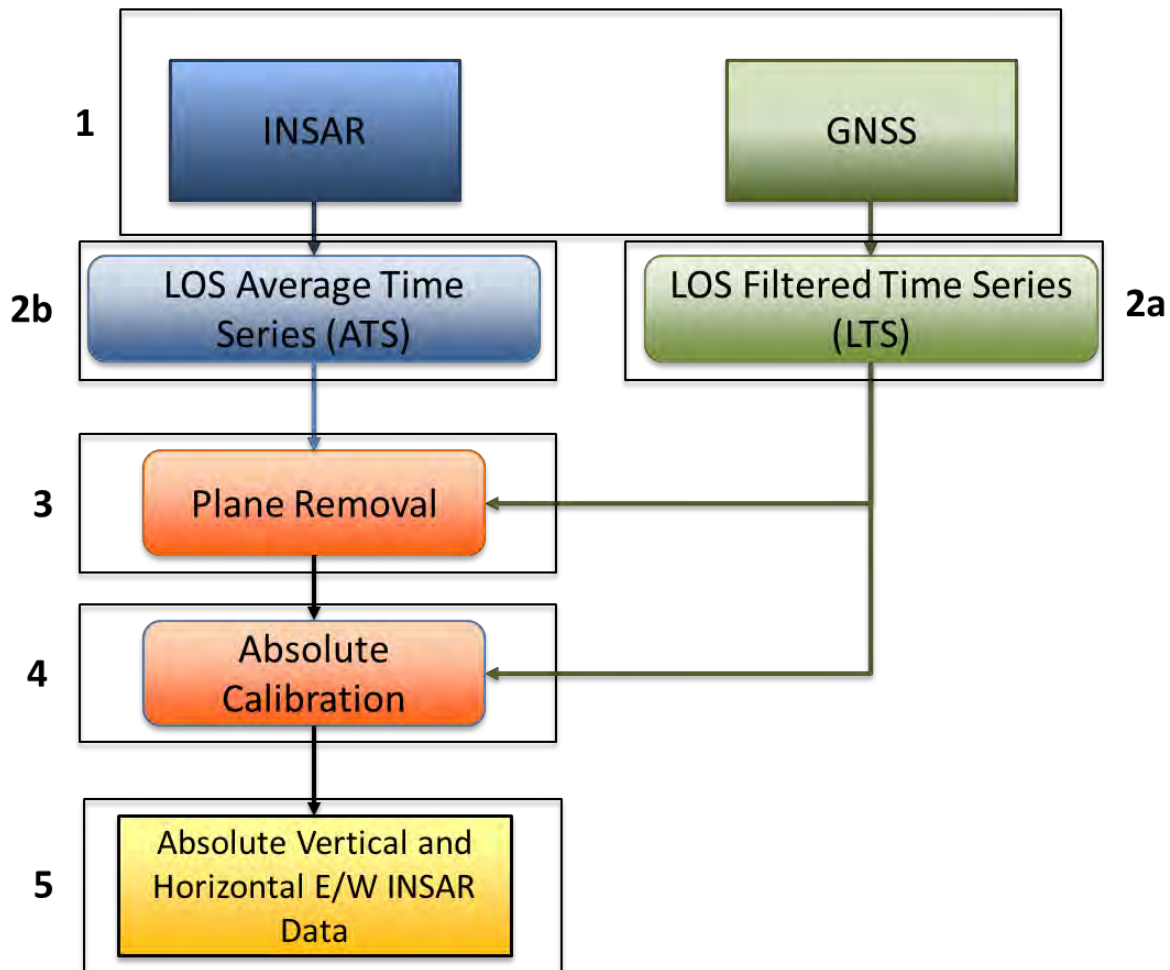 1
INSAR
GNSS
2b
LOS Average Time
Series (ATS)
LOS Filtered Time Series
(LTS)
2a
3
Plane Removal
4
Absolute
Calibration
5
Absolute Vertical and
Horizontal E/W INSAR
Data